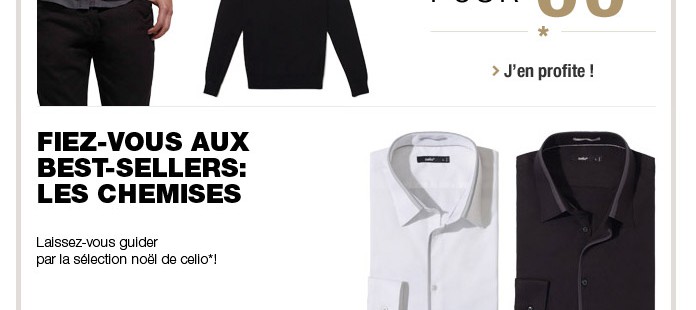 *
> J'en profite !
FIEZ-VOUS AUX
BEST-SELLERS:
LES CHEMISES
Laissez-vous guider
par la sélection noël de celio*!